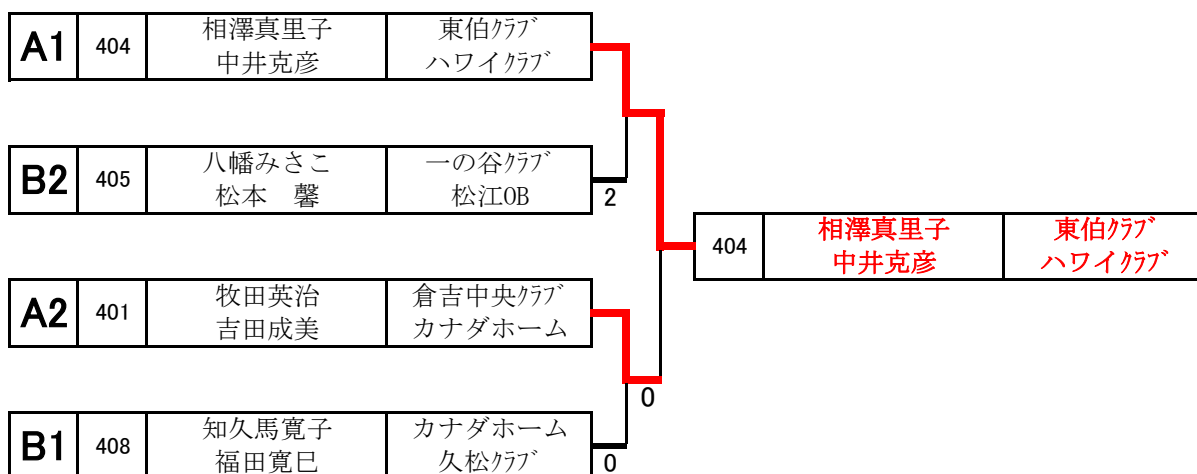 A1 404 相澤真里子 東伯ｸﾗﾌﾞ
中井克彦 ハワイｸﾗﾌﾞ
B2 405 八幡みさこ 一の谷ｸﾗﾌﾞ
松本　馨 松江OB
2
404 相澤真里子 東伯ｸﾗﾌﾞ
中井克彦 ハワイｸﾗﾌﾞ
A2 401 牧田英治 倉吉中央ｸﾗﾌﾞ
吉田成美 カナダホーム
0
B1 408 知久馬寛子 カナダホーム
福田寛巳 久松ｸﾗﾌﾞ
0